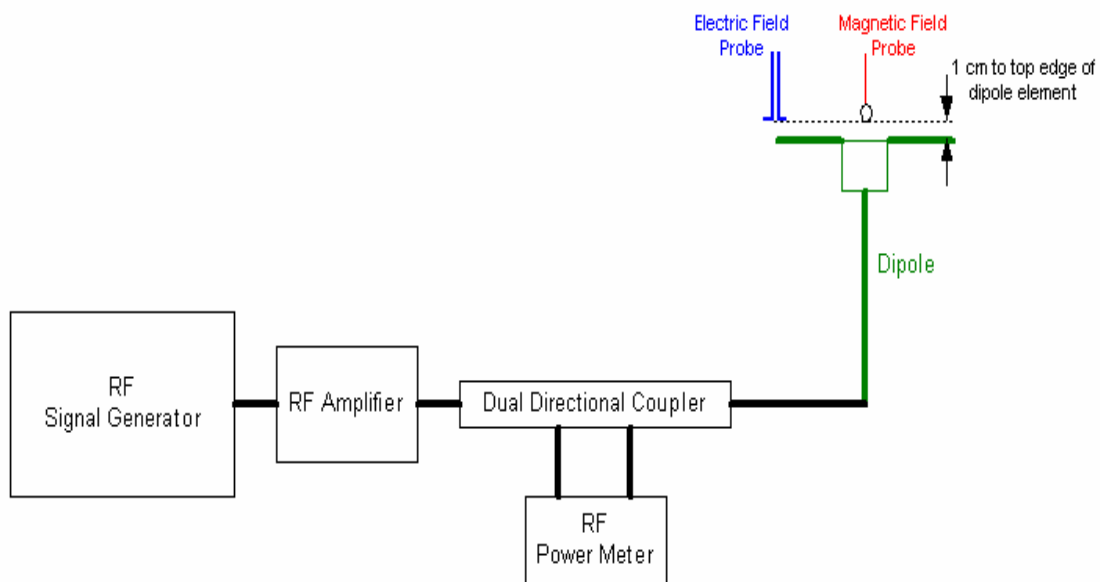 Electric Field
Probe
Magnetic Field
Probe
1 cm to top edge of
dipole element
Dipole
RF
Signal Generator
RF Amplifier
Dual Directional Coupler
RF
Power Meter